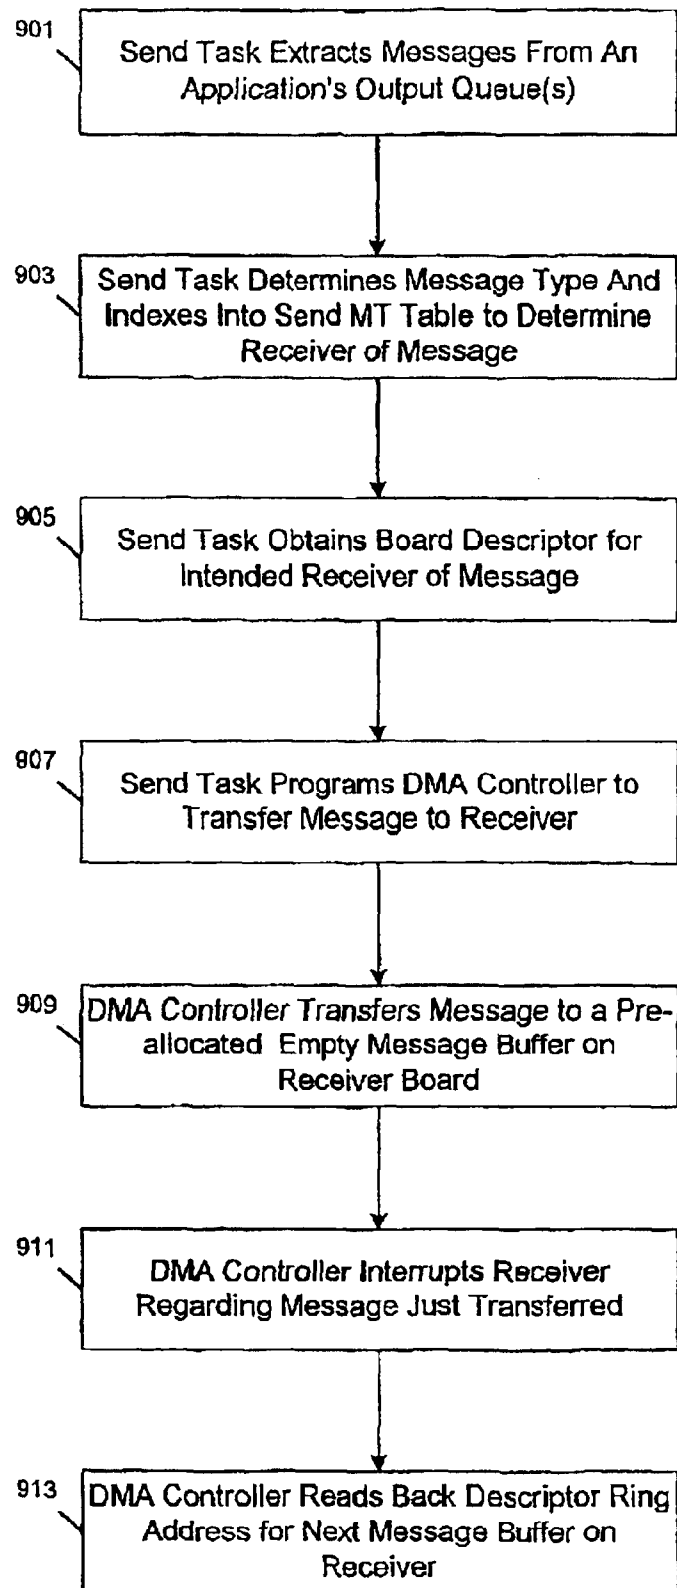 901
Send Task Extracts Messages From An
Application's Output Queue(s)
903
Send Task Determines Message Type And
Indexes Into Send MT Table to Determine
Receiver of Message
905
Send Task Obtains Board Descriptor for
Intended Receiver of Message
907
Send Task Programs DMA Controller to
Transfer Message to Receiver
909
DMA Controller Transfers Message to a Pre-
allocated Empty Message Buffer on
Receiver Board
911
DMA Controller Interrupts Receiver
Regarding Message Just Transferred
913
DMA Controller Reads Back Descriptor Ring
Address for Next Message Buffer on
Receiver